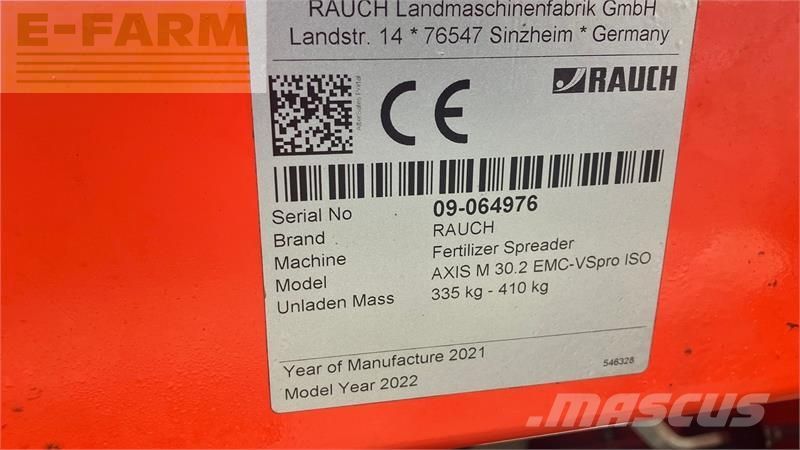 E-FARM
RAUCH Landmaschinenfabrik GmbH
Landstr. 14 * 76547 Sinzheim * Germany
AfterSales Portal
CE
RAUCH
Serial No 09-064976
Brand RAUCH
Machine Fertilizer Spreader
Model AXIS M 30.2 EMC-VSpro ISO
Unladen Mass 335 kg - 410 kg
Year of Manufacture 2021
546328
Model Year 2022
mascus